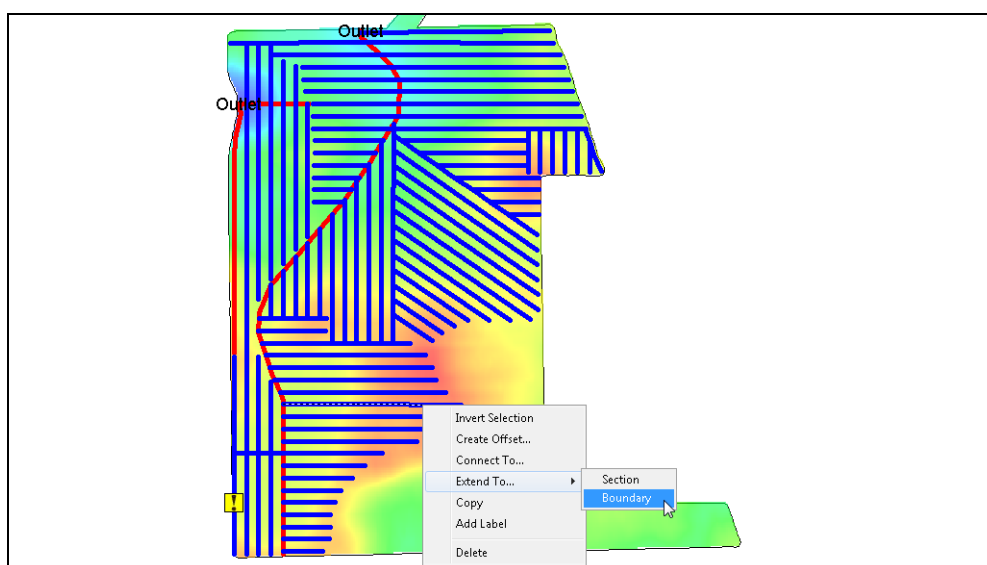 Outlet
Outlet
!
Invert Selection
Create Offset...
Connect To...
Extend To...
Section
Boundary
Copy
Add Label
Delete